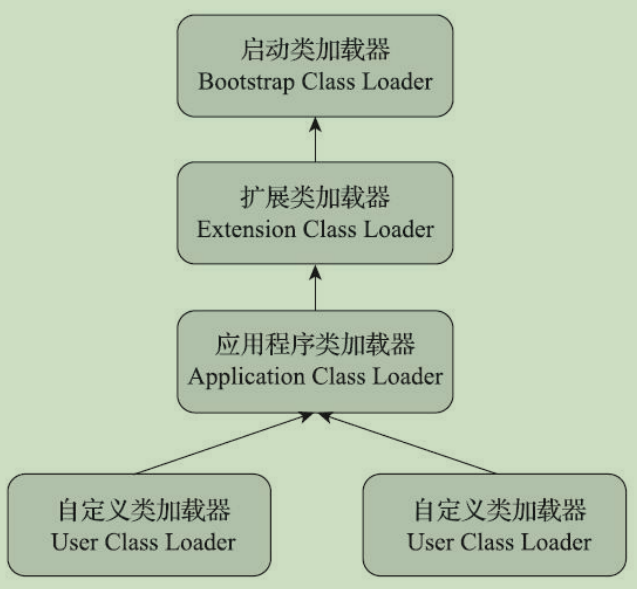 启动类加载器
Bootstrap Class Loader
扩展类加载器
Extension Class Loader
应用程序类加载器
Application Class Loader
自定义类加载器
User Class Loader
自定义类加载器
User Class Loader